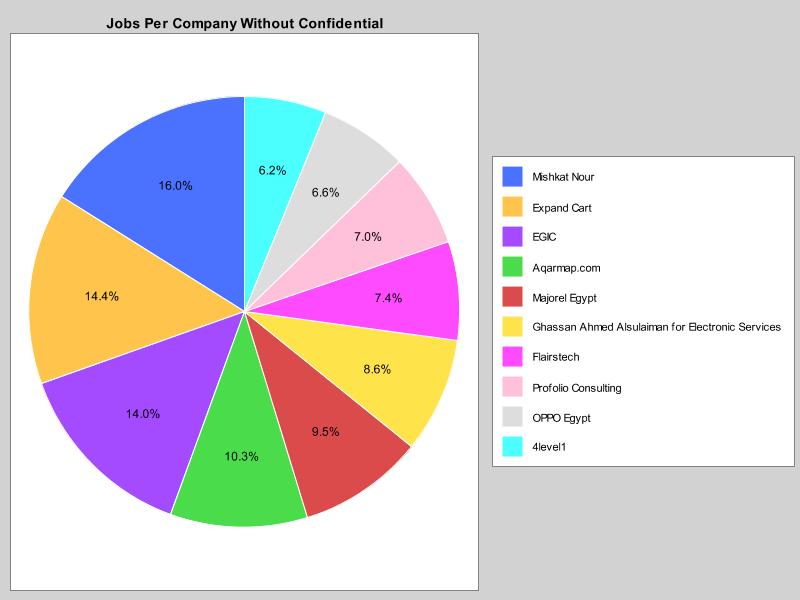 Jobs Per Company Without Confidential
16.0%
6.2%
6.6%
7.0%
14.4%
7.4%
8.6%
14.0%
9.5%
10.3%
Mishkat Nour
Expand Cart
EGIC
Aqarmap.com
Majorel Egypt
Ghassan Ahmed Alsulaiman for Electronic Services
Flairstech
Profolio Consulting
OPPO Egypt
4level1